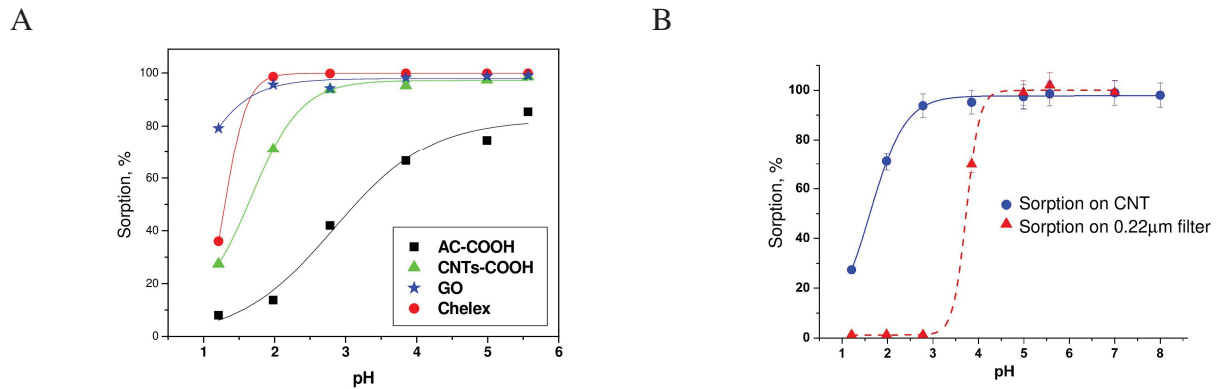 A
Sorption, %
100
80
60
40
20
0
AC-COOH
CNTs-COOH
GO
Chelex
1 2 3 4 5 6
pH
B
Sorption, %
100
80
60
40
20
0
Sorption on CNT
Sorption on 0.22µm filter
1 2 3 4 5 6 7 8
pH